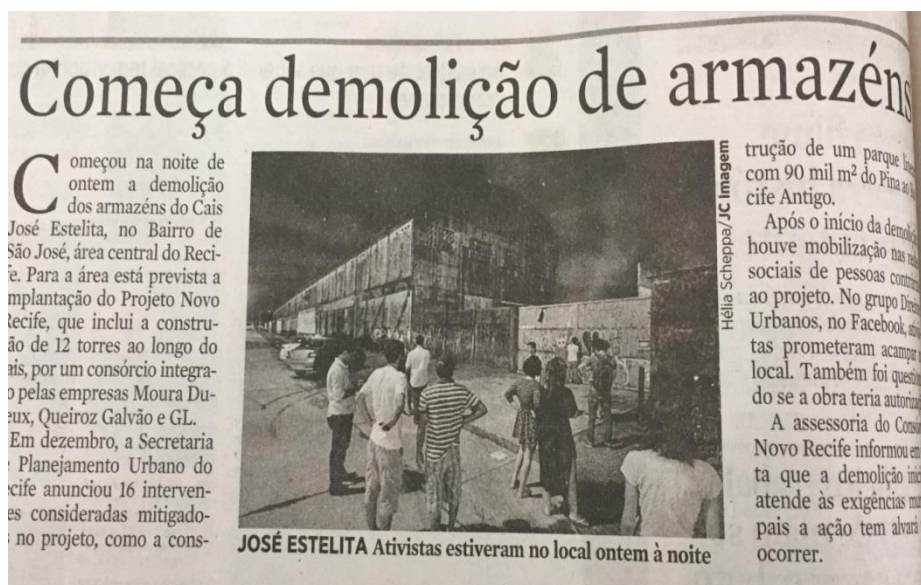 Começa demolição de armazéns
Começou na noite de
ontem a demolição
dos armazéns do Cais
José Estelita, no Bairro de
São José, área central do Reci-
fe. Para a área está prevista a
mplantação do Projeto Novo
Recife, que inclui a constru-
ão de 12 torres ao longo do
ais, por um consórcio integra-
o pelas empresas Moura Du-
eux, Queiroz Galvão e GL.
Em dezembro, a Secretaria
Planejamento Urbano do
ecife anunciou 16 interven-
es consideradas mitigado-
no projeto, como a cons-
Hélia Scheppa/JC Imagem
JOSÉ ESTELITA Ativistas estiveram no local ontem à noite
trução de um parque
com 90 mil m² do Pina ao
cife Antigo.
Após o início da
houve mobilização nas
sociais de pessoas
ao projeto. No grupo
Urbanos, no Facebook,
tas prometeram acampar
local. Também foi
do se a obra teria
A assessoria do
Novo Recife informou em
ta que a demolição
atende às exigências
pais a ação tem alvará
ocorrer.